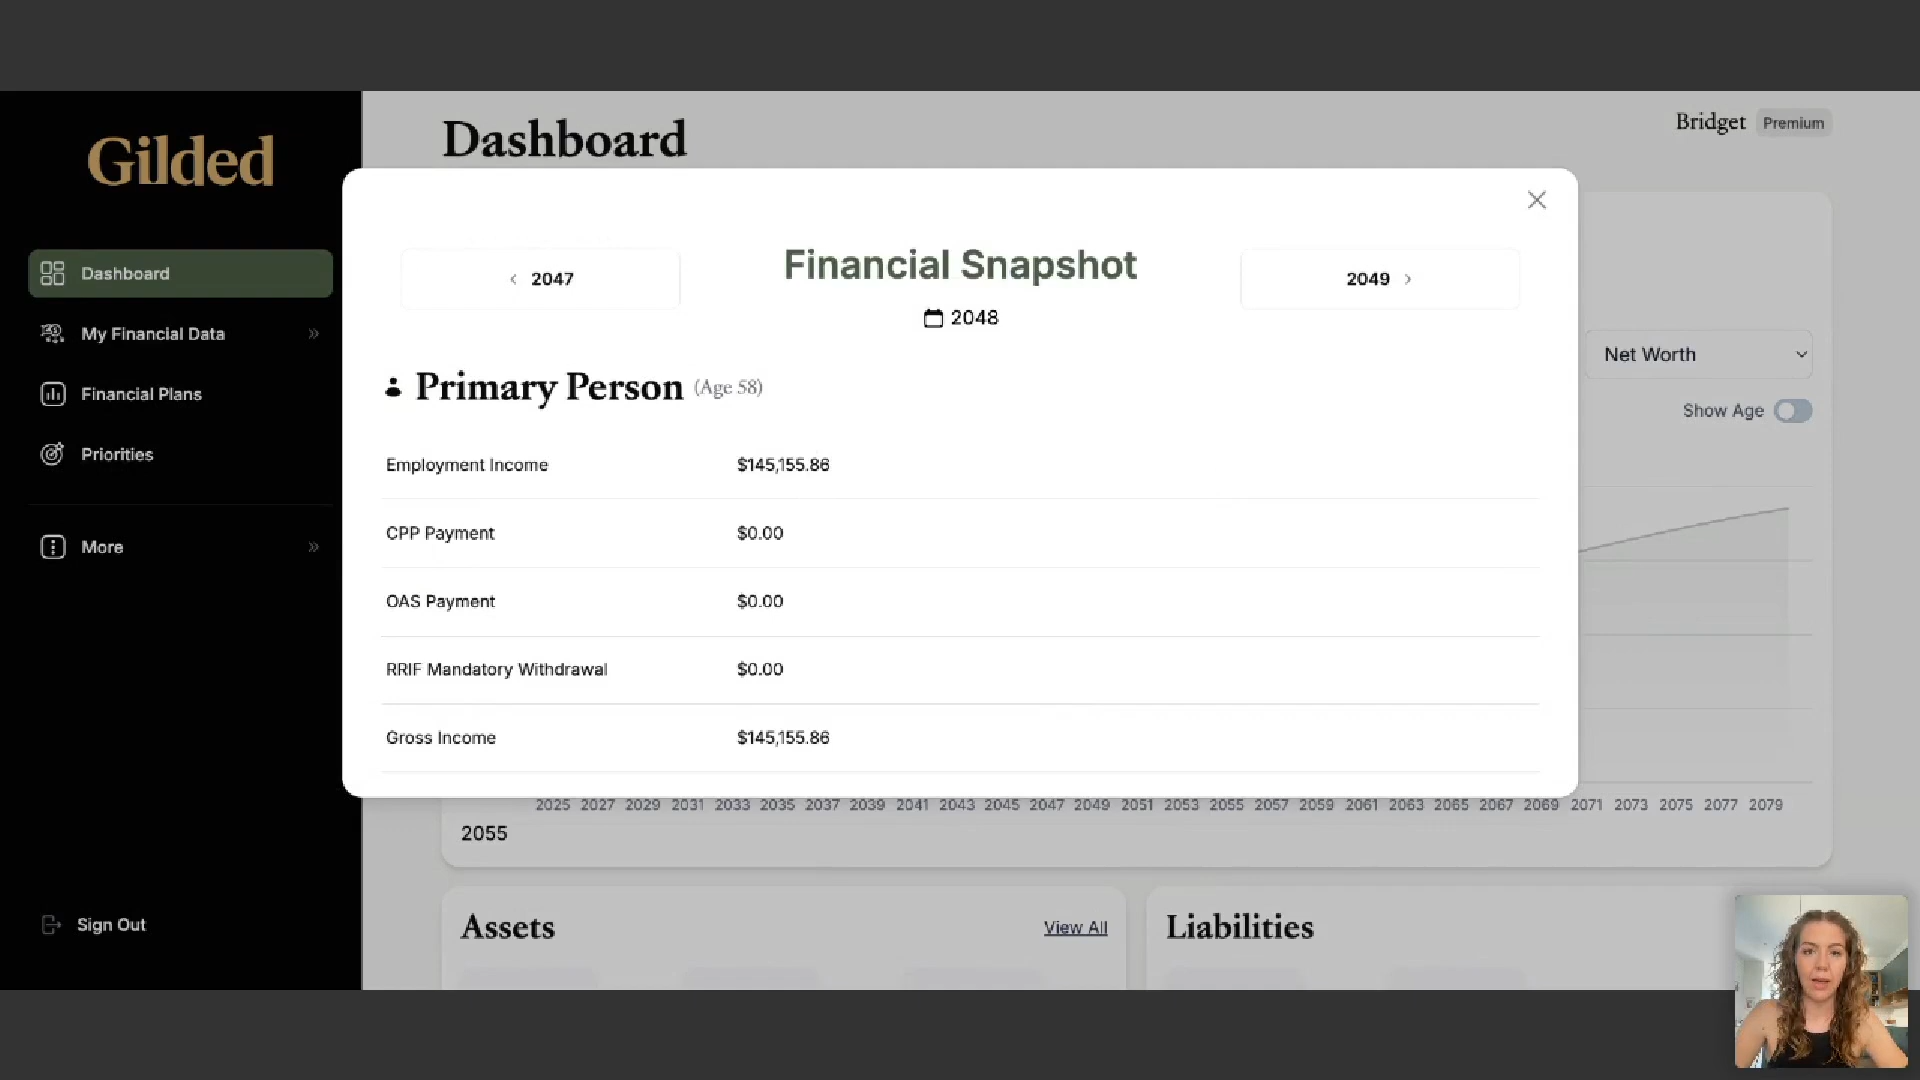 Gilded
Dashboard
My Financial Data
Financial Plans
Priorities
More
Sign Out
Dashboard
Bridget Premium
2047
Financial Snapshot
2048
2049
Primary Person (Age 58)
Employment Income $145,155.86
CPP Payment $0.00
OAS Payment $0.00
RRIF Mandatory Withdrawal $0.00
Gross Income $145,155.86
Net Worth
Show Age
2025 2027 2029 2031 2033 2035 2037 2039 2041 2043 2045 2047 2049 2051 2053 2055 2057 2059 2061 2063 2065 2067 2069 2071 2073 2075 2077 2079
2055
Assets View All
Liabilities